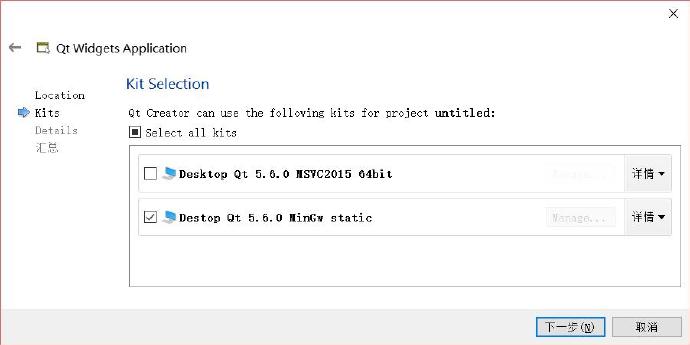 Qt Widgets Application
Kit Selection
Location
Kits
Details
汇总
Qt Creator can use the following kits for project untitled:
Select all kits
Desktop Qt 5.6.0 MSVC2015 64bit
Manage...
详情
Destop Qt 5.6.0 MinGw static
Manage...
详情
下一步(N)
取消